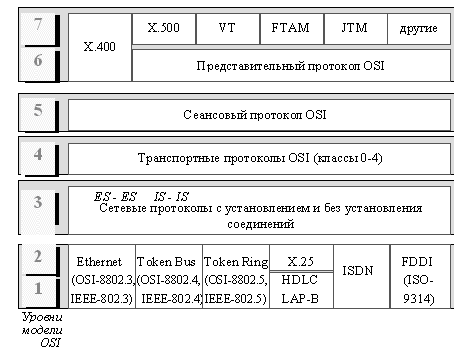 7
X.400
X.500 VT FTAM JTM другие
6
Представительный протокол OSI
5
Сеансовый протокол OSI
4
Транспортные протоколы OSI (классы 0-4)
3
ES - ES IS - IS
Сетевые протоколы с установлением и без установления
соединений
2
Ethernet Token Bus Token Ring X.25 ISDN FDDI
(OSI-8802.3, (OSI-8802.4, (OSI-8802.5, HDLC (ISO-
1
IEEE-802.3) IEEE-802.4) IEEE-802.5) LAP-B 9314)
Уровни
модели
OSI